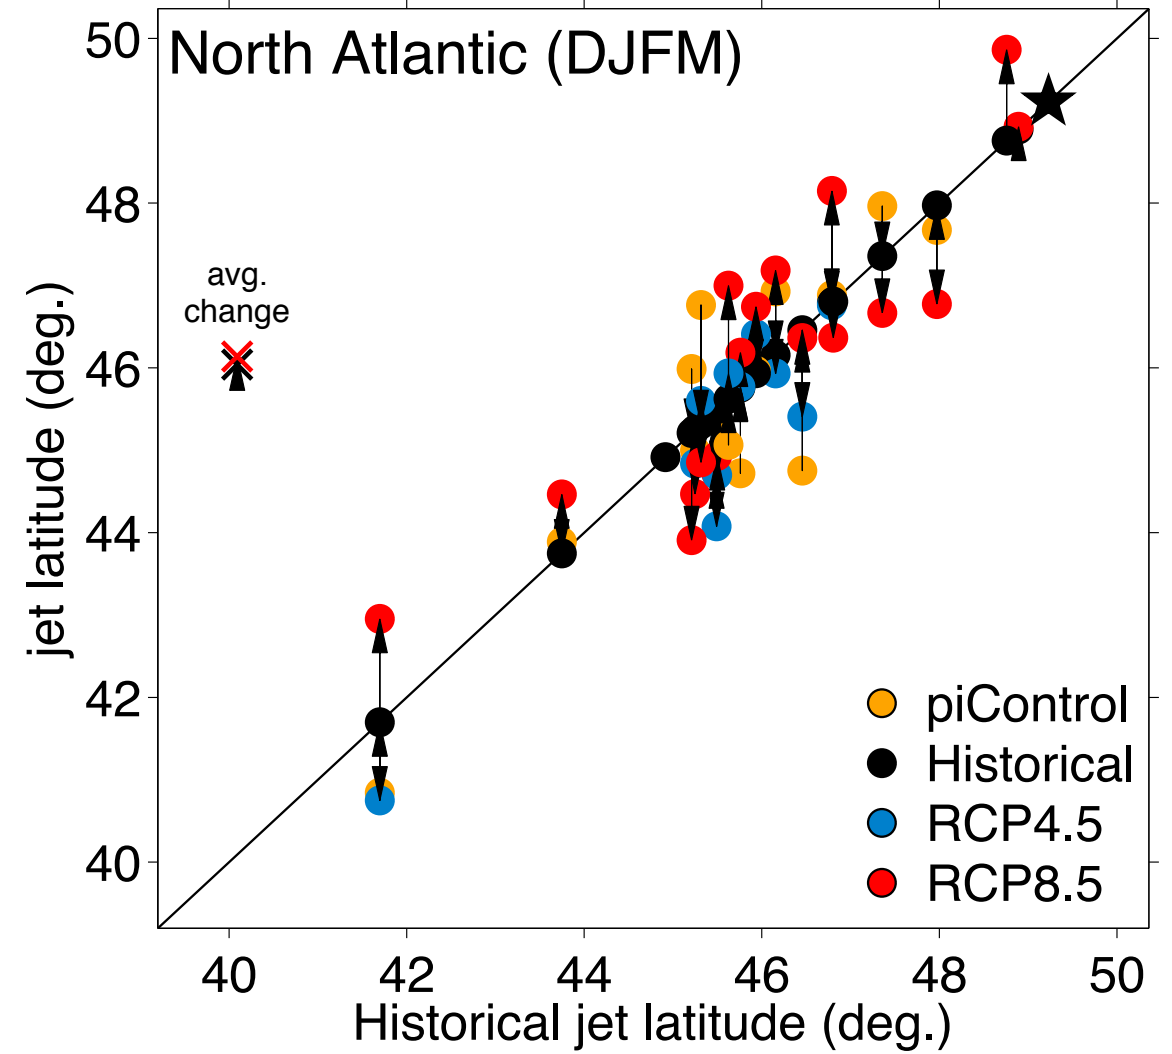 North Atlantic (DJFM)
50
48
46
44
42
40
jet latitude (deg.)
avg.
change
piControl
Historical
RCP4.5
RCP8.5
40 42 44 46 48 50
Historical jet latitude (deg.)